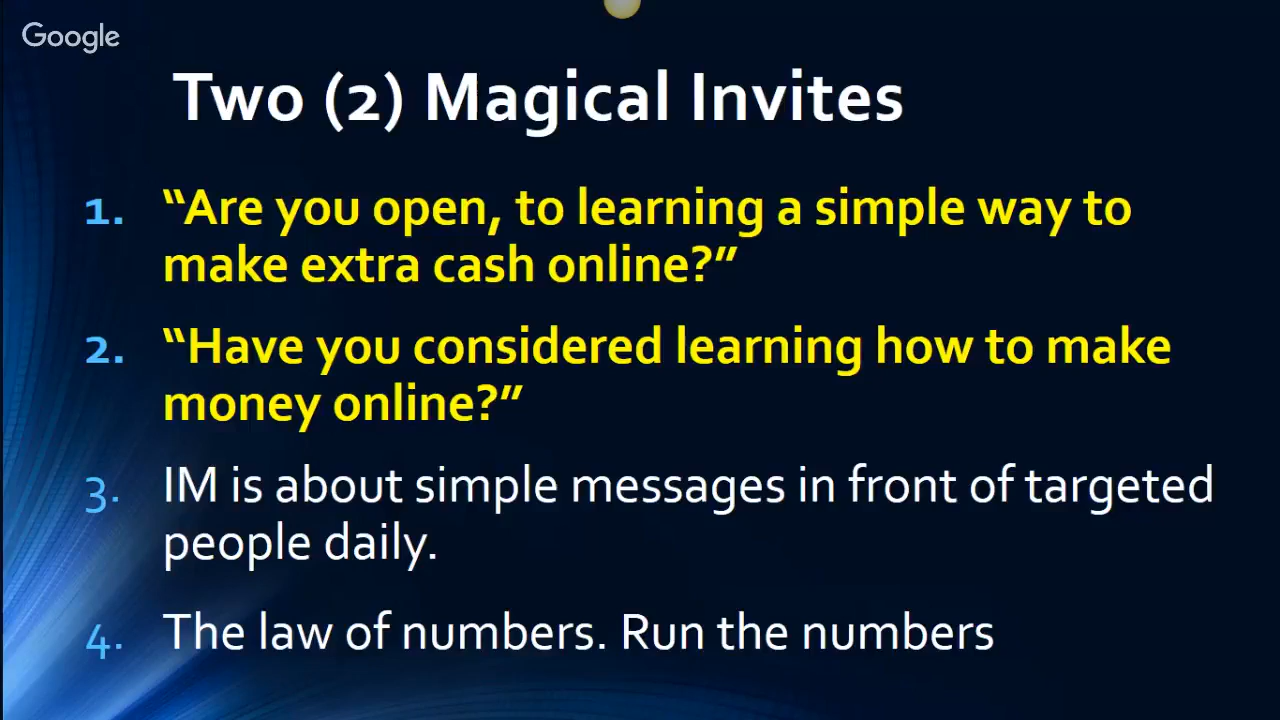 Google
Two (2) Magical Invites
1. “Are you open, to learning a simple way to
make extra cash online?”
2. “Have you considered learning how to make
money online?”
3. IM is about simple messages in front of targeted
people daily.
4. The law of numbers. Run the numbers